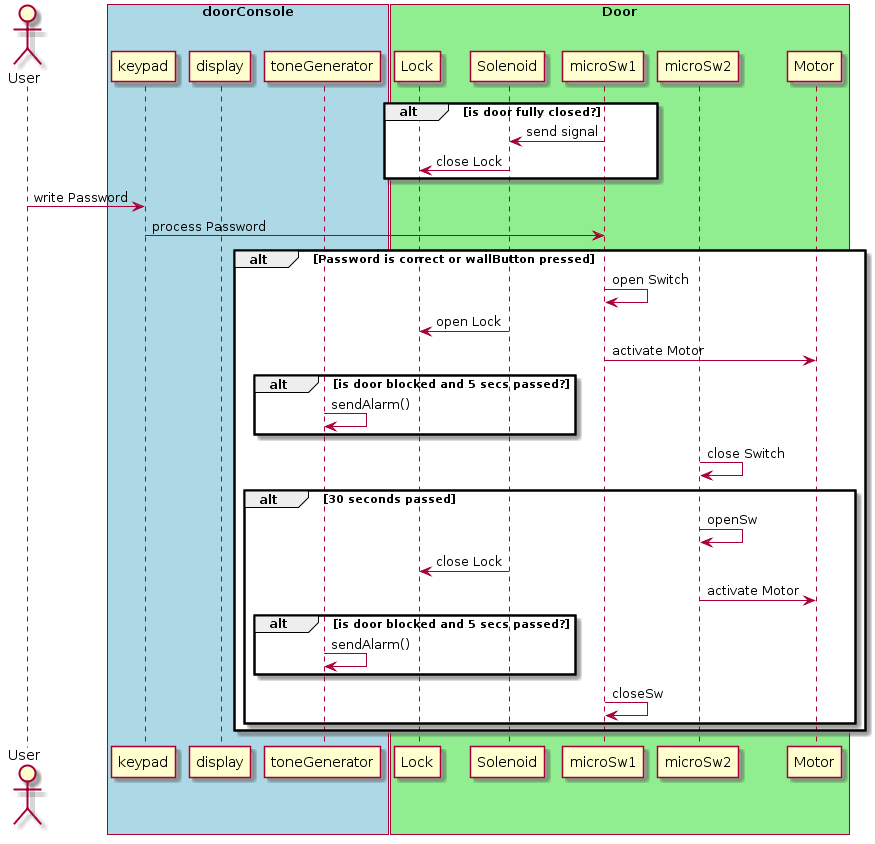 doorConsole Door
User keypad display toneGenerator Lock Solenoid microSw1 microSw2 Motor
alt [is door fully closed?]
send signal
close Lock
write Password
process Password
alt [Password is correct or wallButton pressed]
open Switch
open Lock
activate Motor
alt [is door blocked and 5 secs passed?]
sendAlarm()
close Switch
alt [30 seconds passed]
openSw
close Lock
activate Motor
alt [is door blocked and 5 secs passed?]
sendAlarm()
closeSw
User keypad display toneGenerator Lock Solenoid microSw1 microSw2 Motor